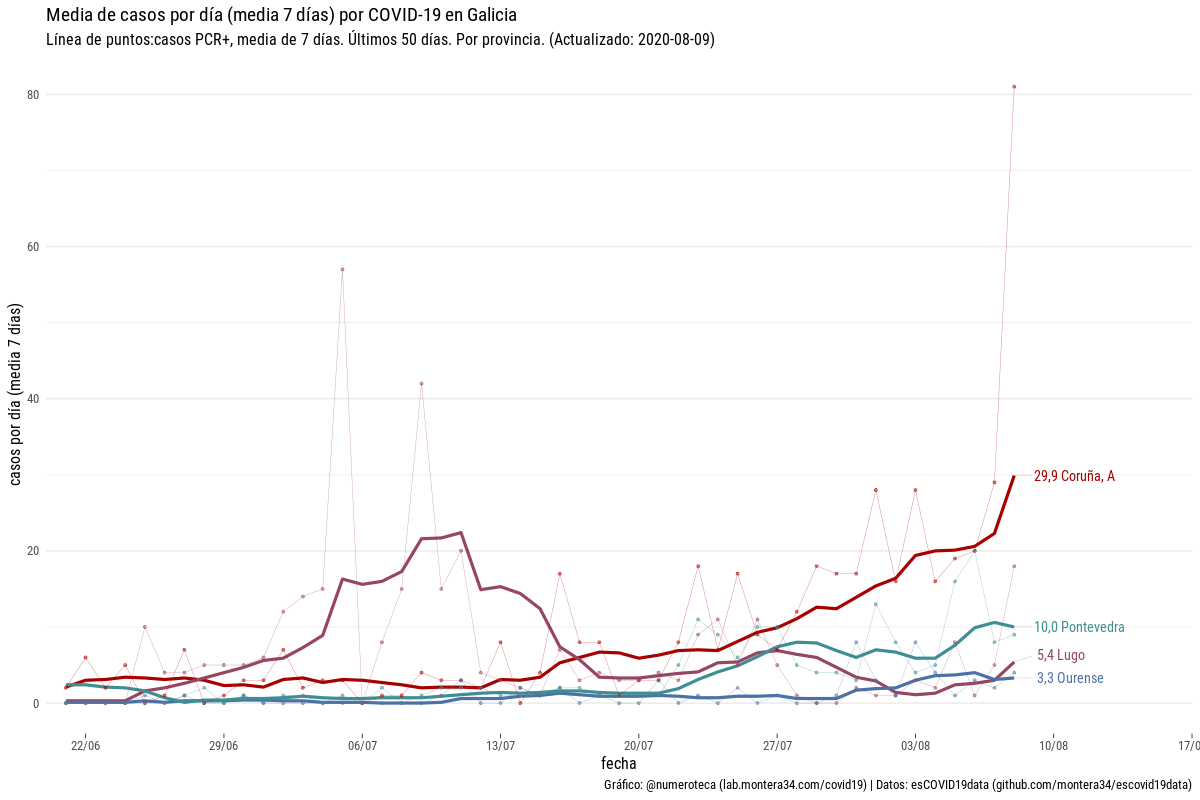 Media de casos por día (media 7 días) por COVID-19 en Galicia
Línea de puntos:casos PCR+, media de 7 días. Últimos 50 días. Por provincia. (Actualizado: 2020-08-09)
casos por día (media 7 días)
80
60
40
20
0
29,9 Coruña, A
10,0 Pontevedra
5,4 Lugo
3,3 Ourense
22/06 29/06 06/07 13/07 20/07 27/07 03/08 10/08 17/0
fecha
Gráfico: @numeroteca (lab.montera34.com/covid19) | Datos: esCOVID19data (github.com/montera34/escovid19data)